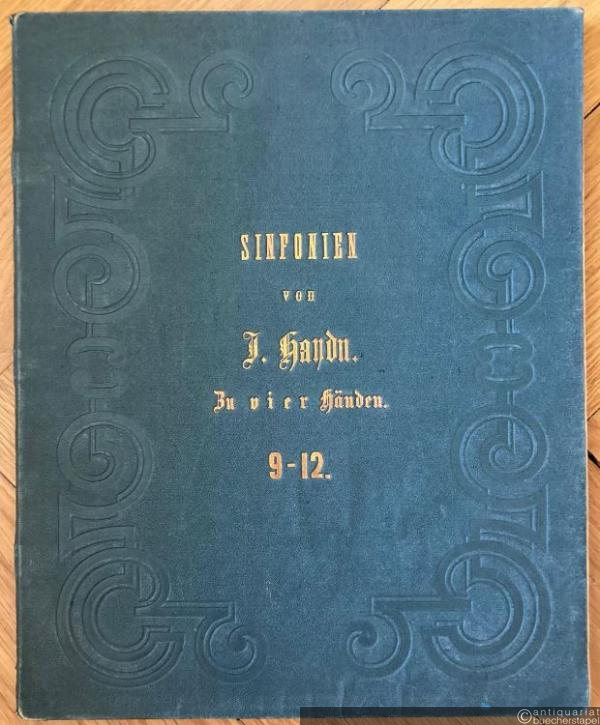 SINFONIEN
VON
J. Haydn.
Zu vier Händen.
9-12.
©antiquariat
buecherstapel